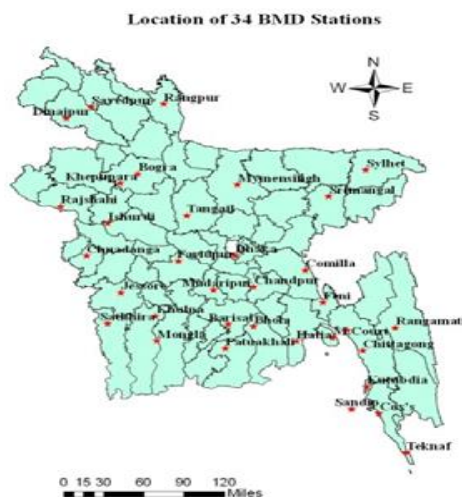 Location of 34 BMD Stations
N
W E
S
Rangpur
Sayedpur
Dinajpur
Sylhet
Bogra
Mymensingh
Khepupara
Srimangal
Rajshahi
Tangail
Ishurdi
Chuadanga
Faridpur
Dhaka
Comilla
Jessore
Madaripur
Chandpur
Feni
Khulna
Satkhira
Barisal
Bhola
Rangamati
Mongla
Patuakhali
Hatia
M.Court
Chittagong
Kutubdia
Sandip
Cox's
Teknaf
0 15 30 60 90 120
Miles